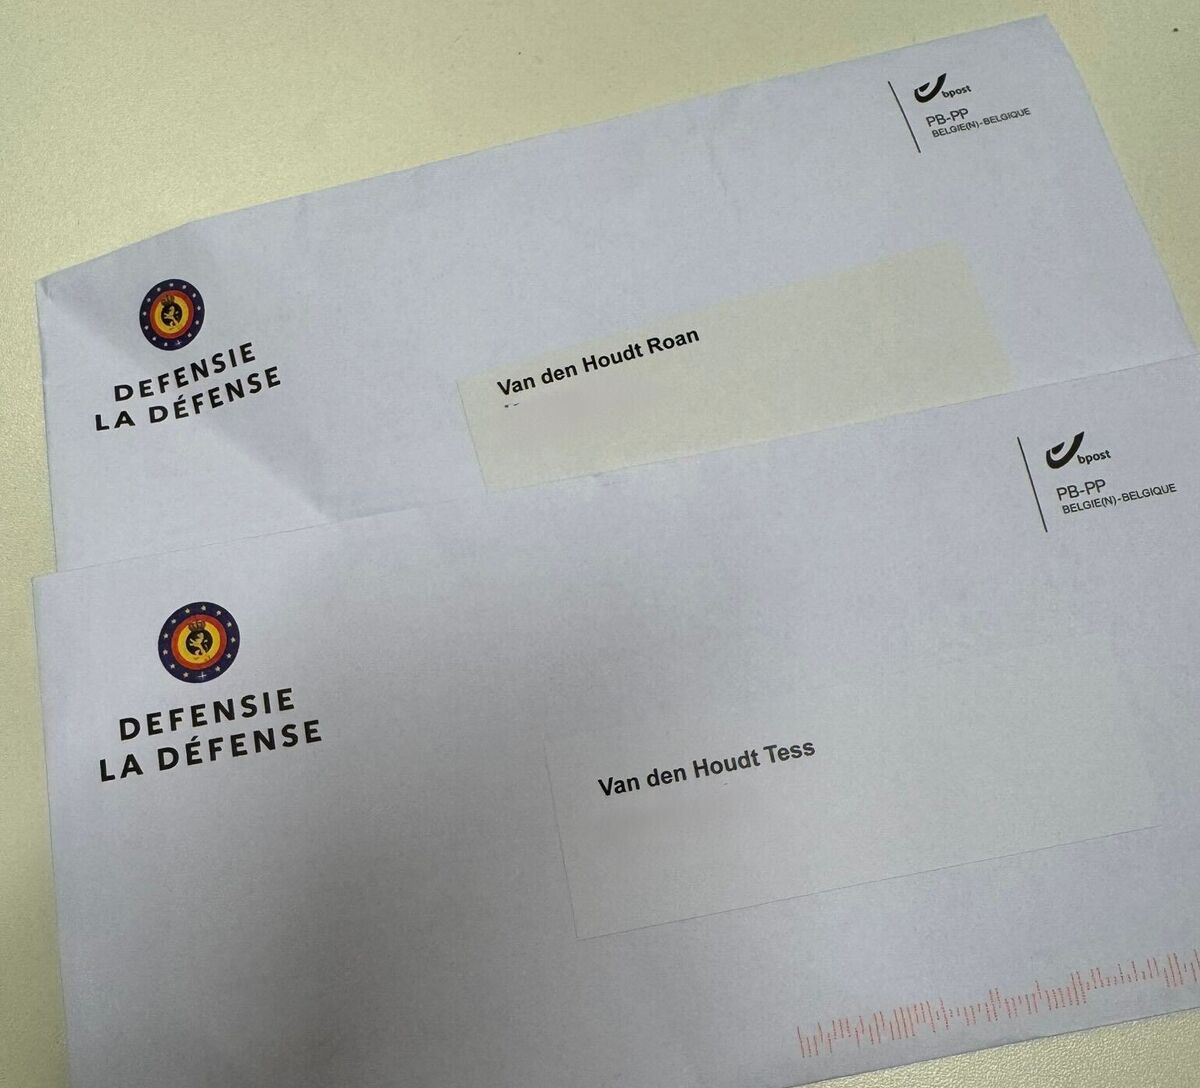 bpost
PB-PP
BELGIE(N)-BELGIQUE
DEFENSIE
LA DÉFENSE
Van den Houdt Roan
bpost
PB-PP
BELGIE(N)-BELGIQUE
DEFENSIE
LA DÉFENSE
Van den Houdt Tess